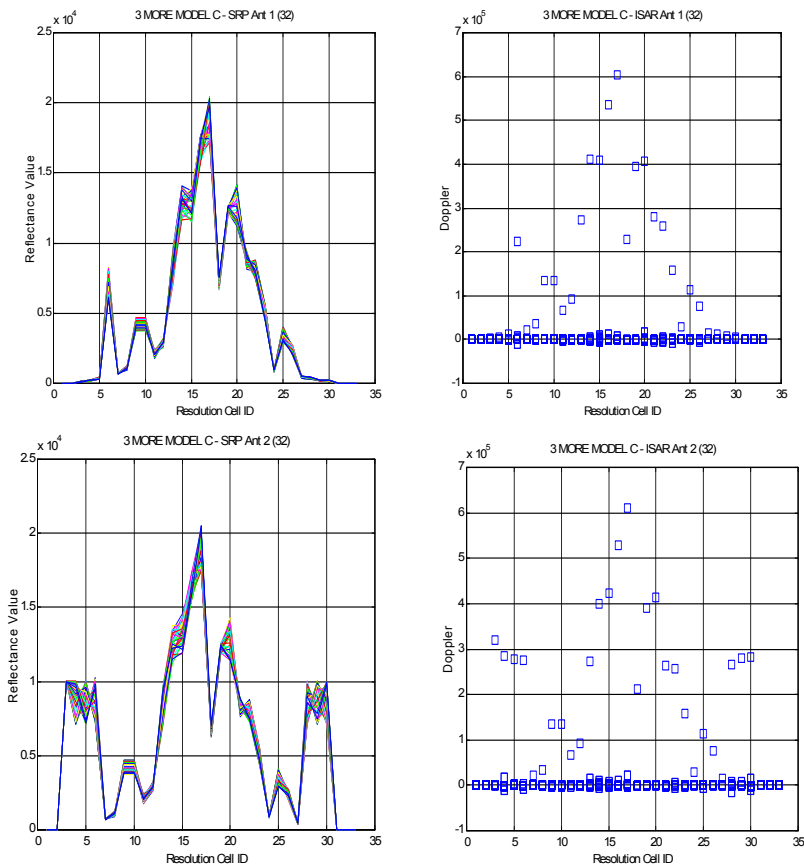 3 MORE MODEL C - SRP Ant 1 (32)
x 10^4
2.5
2
1.5
1
0.5
0
0 5 10 15 20 25 30 35
Reflectance Value
Resolution Cell ID
3 MORE MODEL C - ISAR Ant 1 (32)
x 10^5
7
6
5
4
3
2
1
0
-1
0 5 10 15 20 25 30 35
Doppler
Resolution Cell ID
3 MORE MODEL C - SRP Ant 2 (32)
x 10^4
2.5
2
1.5
1
0.5
0
0 5 10 15 20 25 30 35
Reflectance Value
Resolution Cell ID
3 MORE MODEL C - ISAR Ant 2 (32)
x 10^5
7
6
5
4
3
2
1
0
-1
0 5 10 15 20 25 30 35
Doppler
Resolution Cell ID